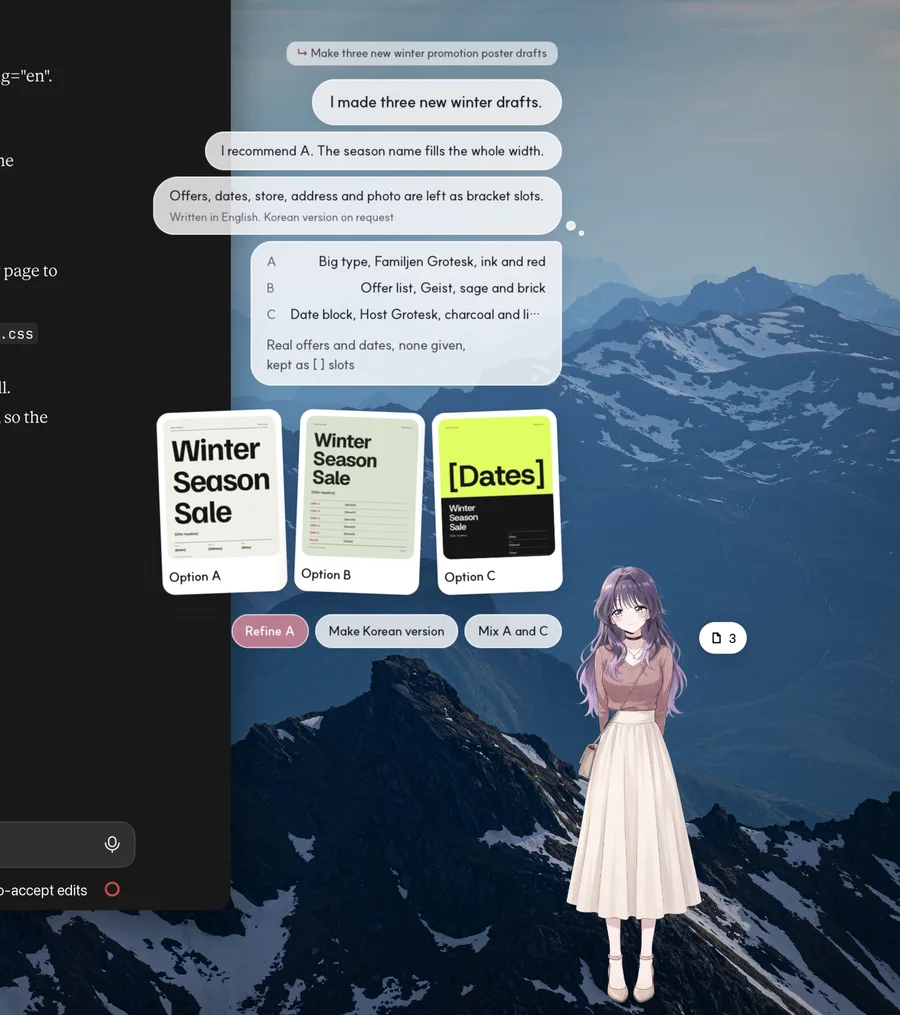 g="en".
he
page to
.css
ll.
, so the
o-accept edits
↳ Make three new winter promotion poster drafts
I made three new winter drafts.
I recommend A. The season name fills the whole width.
Offers, dates, store, address and photo are left as bracket slots.
Written in English. Korean version on request
A Big type, Familjen Grotesk, ink and red
B Offer list, Geist, sage and brick
C Date block, Host Grotesk, charcoal and li···
Real offers and dates, none given,
kept as [ ] slots
Winter
Season
Sale
Option A
Winter
Season
Sale
Option B
[Dates]
Winter
Season
Sale
Option C
Refine A
Make Korean version
Mix A and C
3